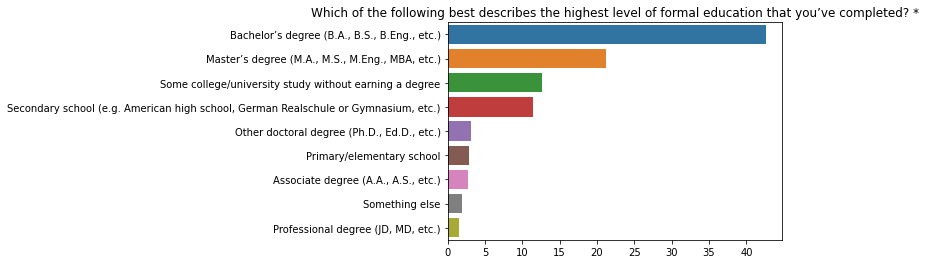 Which of the following best describes the highest level of formal education that you’ve completed? *
Bachelor’s degree (B.A., B.S., B.Eng., etc.)
Master’s degree (M.A., M.S., M.Eng., MBA, etc.)
Some college/university study without earning a degree
Secondary school (e.g. American high school, German Realschule or Gymnasium, etc.)
Other doctoral degree (Ph.D., Ed.D., etc.)
Primary/elementary school
Associate degree (A.A., A.S., etc.)
Something else
Professional degree (JD, MD, etc.)
0 5 10 15 20 25 30 35 40